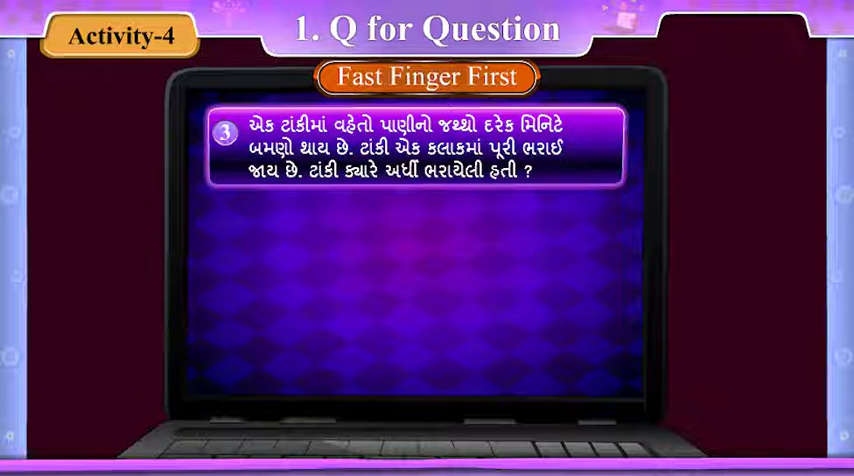 Activity-4
1. Q for Question
Fast Finger First
3 એક ટાંકીમાં વહેતો પાણીનો જથ્થો દરેક મિનિટે
બમણો થાય છે. ટાંકી એક કલાકમાં પૂરી ભરાઈ
જાય છે. ટાંકી ક્યારે અર્ધી ભરાયેલી હતી ?